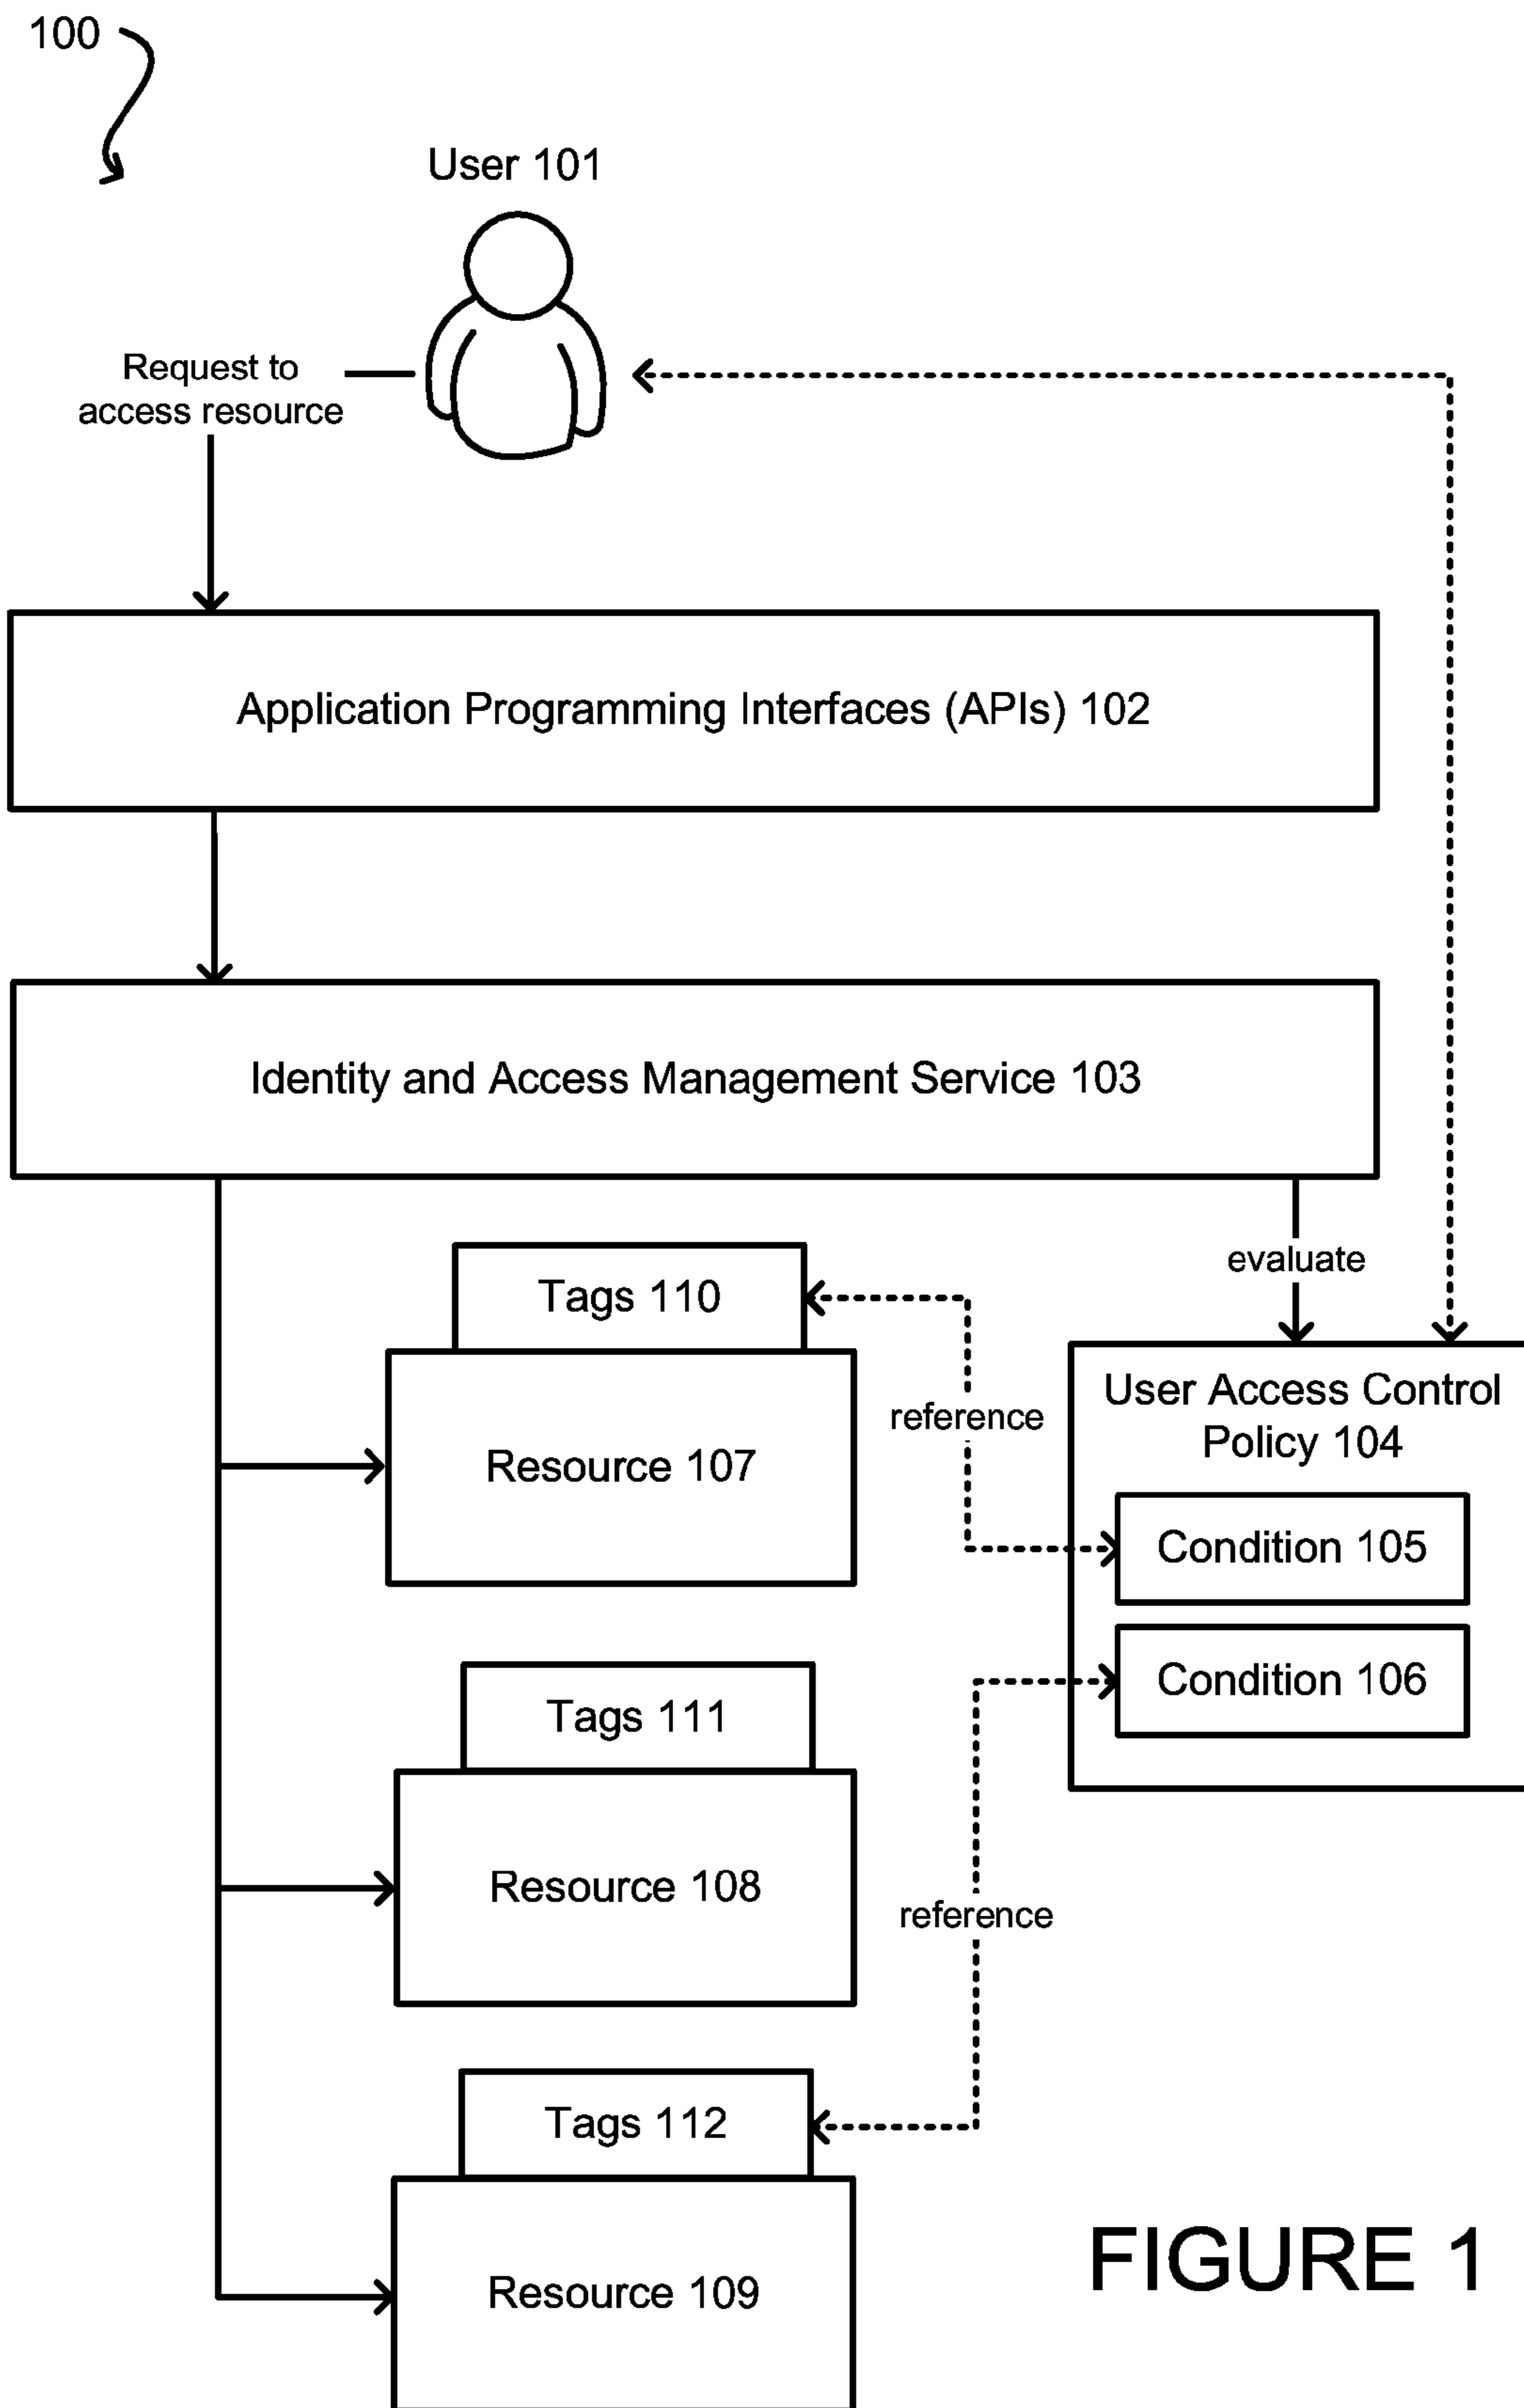 100
User 101
Request to
access resource
Application Programming Interfaces (APIs) 102
Identity and Access Management Service 103
evaluate
Tags 110
Resource 107
reference
User Access Control
Policy 104
Condition 105
Condition 106
Tags 111
Resource 108
reference
Tags 112
Resource 109
FIGURE 1